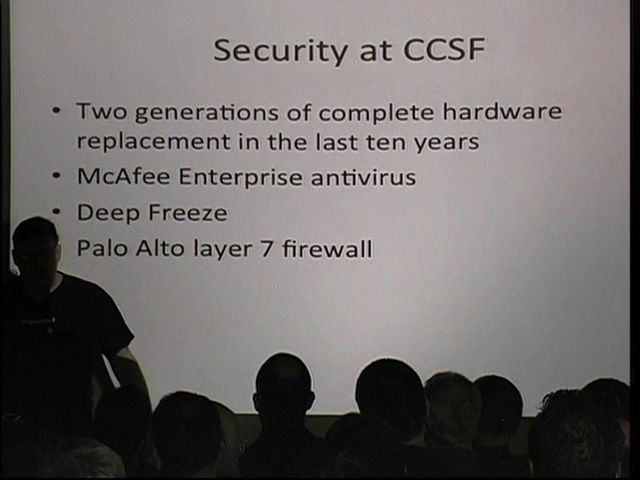 Security at CCSF
• Two generations of complete hardware
replacement in the last ten years
• McAfee Enterprise antivirus
• Deep Freeze
Palo Alto layer 7 firewall